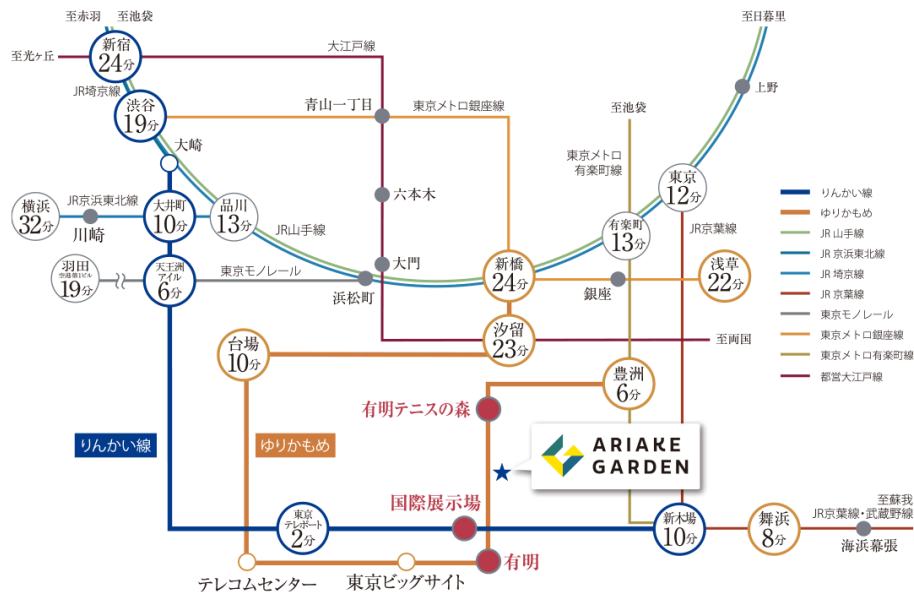 至赤羽
至池袋
至日暮里
新宿
24分
至光ヶ丘
大江戸線
JR埼京線
上野
渋谷
19分
青山一丁目
東京メトロ銀座線
至池袋
大崎
東京メトロ
有楽町線
東京
12分
六本木
横浜
32分
JR京浜東北線
川崎
大井町
10分
品川
13分
JR山手線
有楽町
13分
JR京葉線
大門
羽田
空港第1ビル
19分
天王洲
アイル
6分
東京モノレール
浜松町
新橋
24分
銀座
浅草
22分
汐留
23分
至両国
台場
10分
豊洲
6分
有明テニスの森
りんかい線
ゆりかもめ
ARIAKE
GARDEN
国際展示場
東京
テレポート
2分
新木場
10分
舞浜
8分
至蘇我
JR京葉線・武蔵野線
海浜幕張
有明
テレコムセンター
東京ビッグサイト
りんかい線
ゆりかもめ
JR山手線
JR京浜東北線
JR埼京線
JR京葉線
東京モノレール
東京メトロ銀座線
東京メトロ有楽町線
都営大江戸線